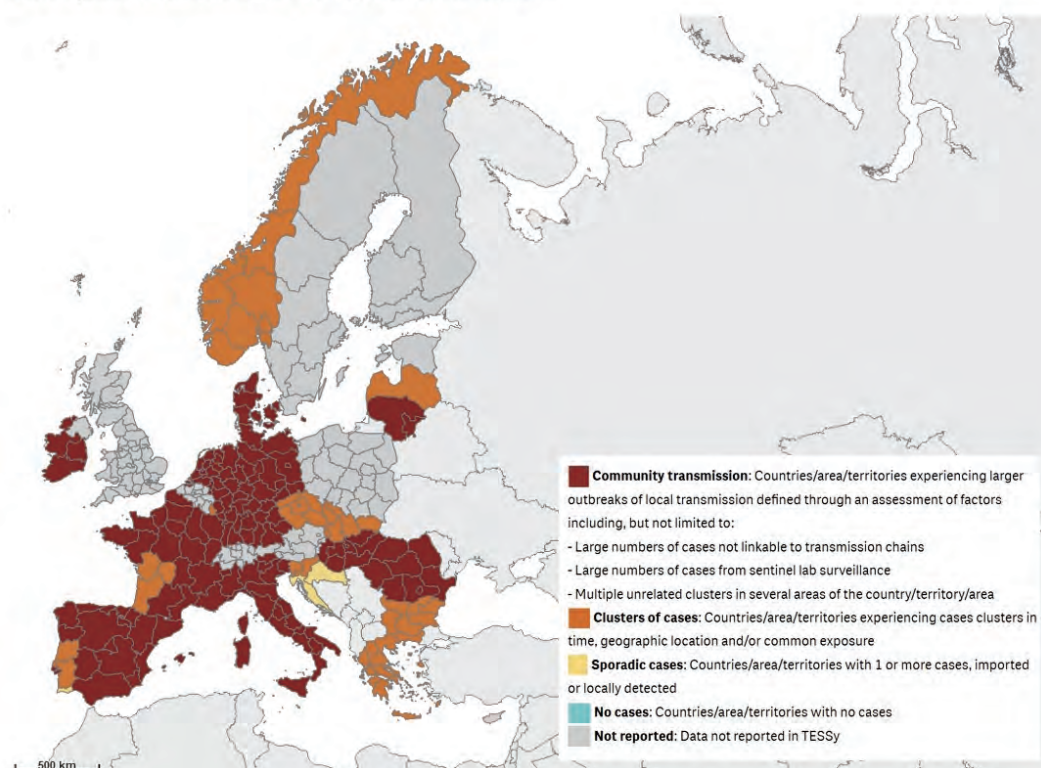 Community transmission: Countries/area/territories experiencing larger
outbreaks of local transmission defined through an assessment of factors
including, but not limited to:
- Large numbers of cases not linkable to transmission chains
- Large numbers of cases from sentinel lab surveillance
- Multiple unrelated clusters in several areas of the country/territory/area
Clusters of cases: Countries/area/territories experiencing cases clusters in
time, geographic location and/or common exposure
Sporadic cases: Countries/area/territories with 1 or more cases, imported
or locally detected
No cases: Countries/area/territories with no cases
Not reported: Data not reported in TESSy
500 km